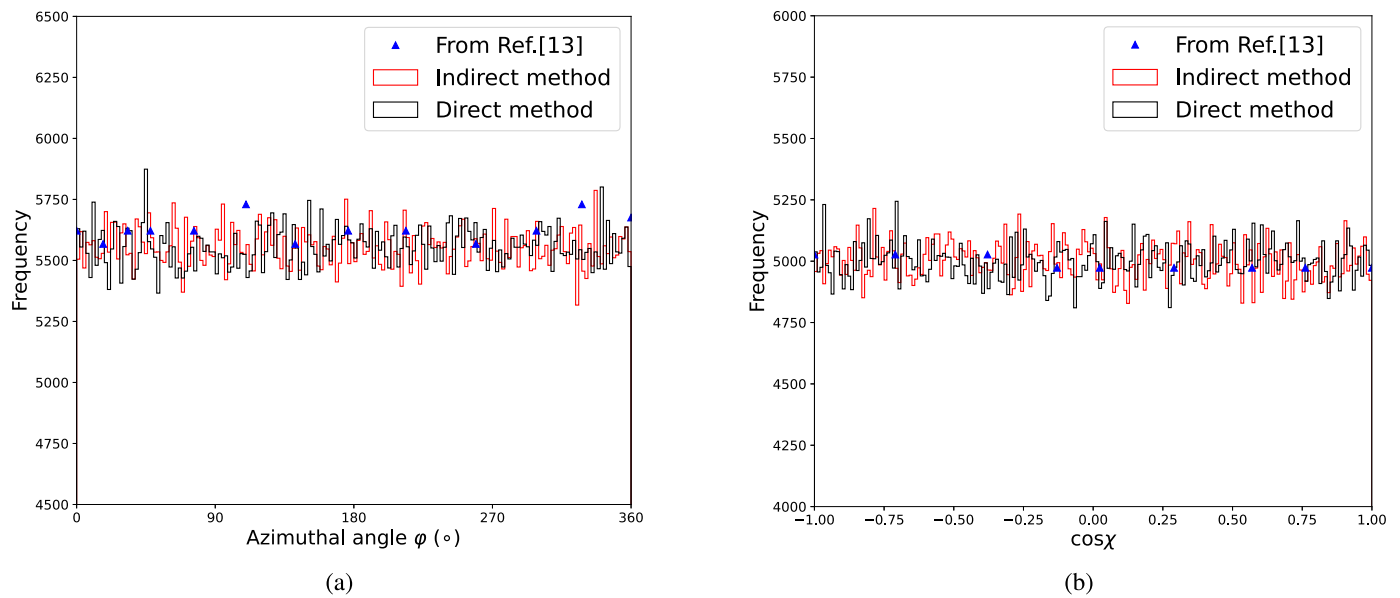 6500
6250
6000
5750
5500
5250
5000
4750
4500
Frequency
From Ref.[13]
Indirect method
Direct method
0 90 180 270 360
Azimuthal angle φ (∘)
(a)
6000
5750
5500
5250
5000
4750
4500
4250
4000
Frequency
From Ref.[13]
Indirect method
Direct method
−1.00 −0.75 −0.50 −0.25 0.00 0.25 0.50 0.75 1.00
cosχ
(b)